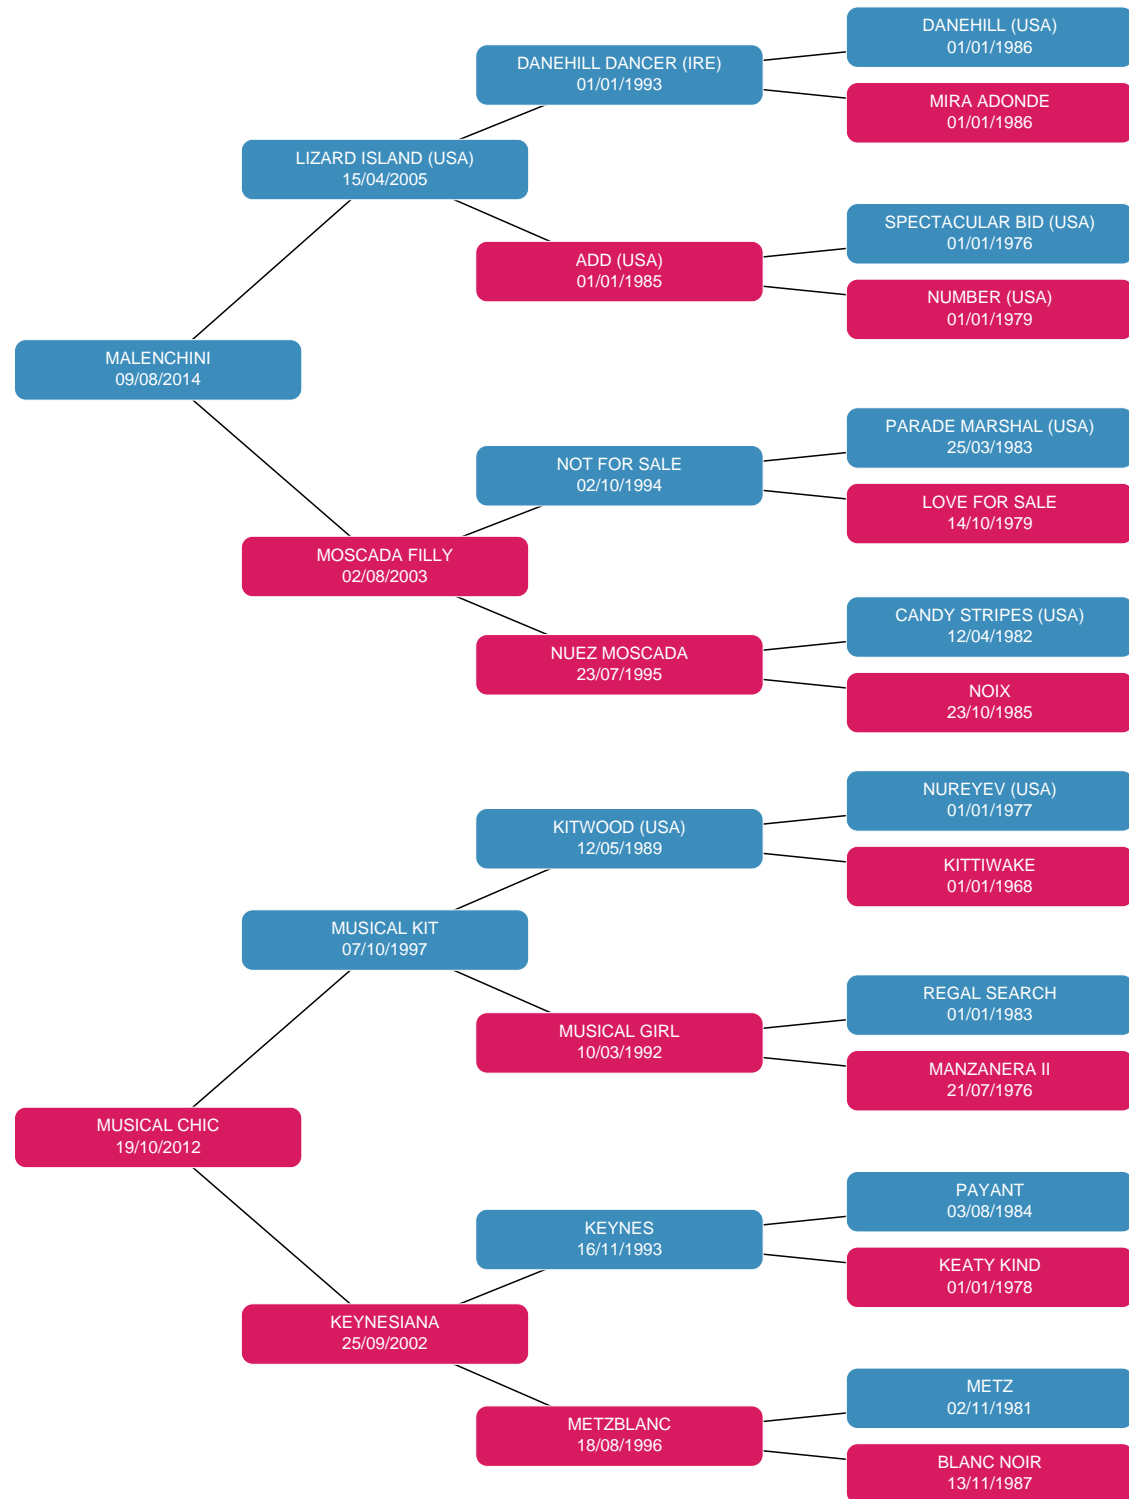 DANEHILL (USA)
01/01/1986
DANEHILL DANCER (IRE)
01/01/1993
MIRA ADONDE
01/01/1986
LIZARD ISLAND (USA)
15/04/2005
SPECTACULAR BID (USA)
01/01/1976
ADD (USA)
01/01/1985
NUMBER (USA)
01/01/1979
MALENCHINI
09/08/2014
PARADE MARSHAL (USA)
25/03/1983
NOT FOR SALE
02/10/1994
LOVE FOR SALE
14/10/1979
MOSCADA FILLY
02/08/2003
CANDY STRIPES (USA)
12/04/1982
NUEZ MOSCADA
23/07/1995
NOIX
23/10/1985
NUREYEV (USA)
01/01/1977
KITWOOD (USA)
12/05/1989
KITTIWAKE
01/01/1968
MUSICAL KIT
07/10/1997
REGAL SEARCH
01/01/1983
MUSICAL GIRL
10/03/1992
MANZANERA II
21/07/1976
MUSICAL CHIC
19/10/2012
PAYANT
03/08/1984
KEYNES
16/11/1993
KEATY KIND
01/01/1978
KEYNESIANA
25/09/2002
METZ
02/11/1981
METZBLANC
18/08/1996
BLANC NOIR
13/11/1987